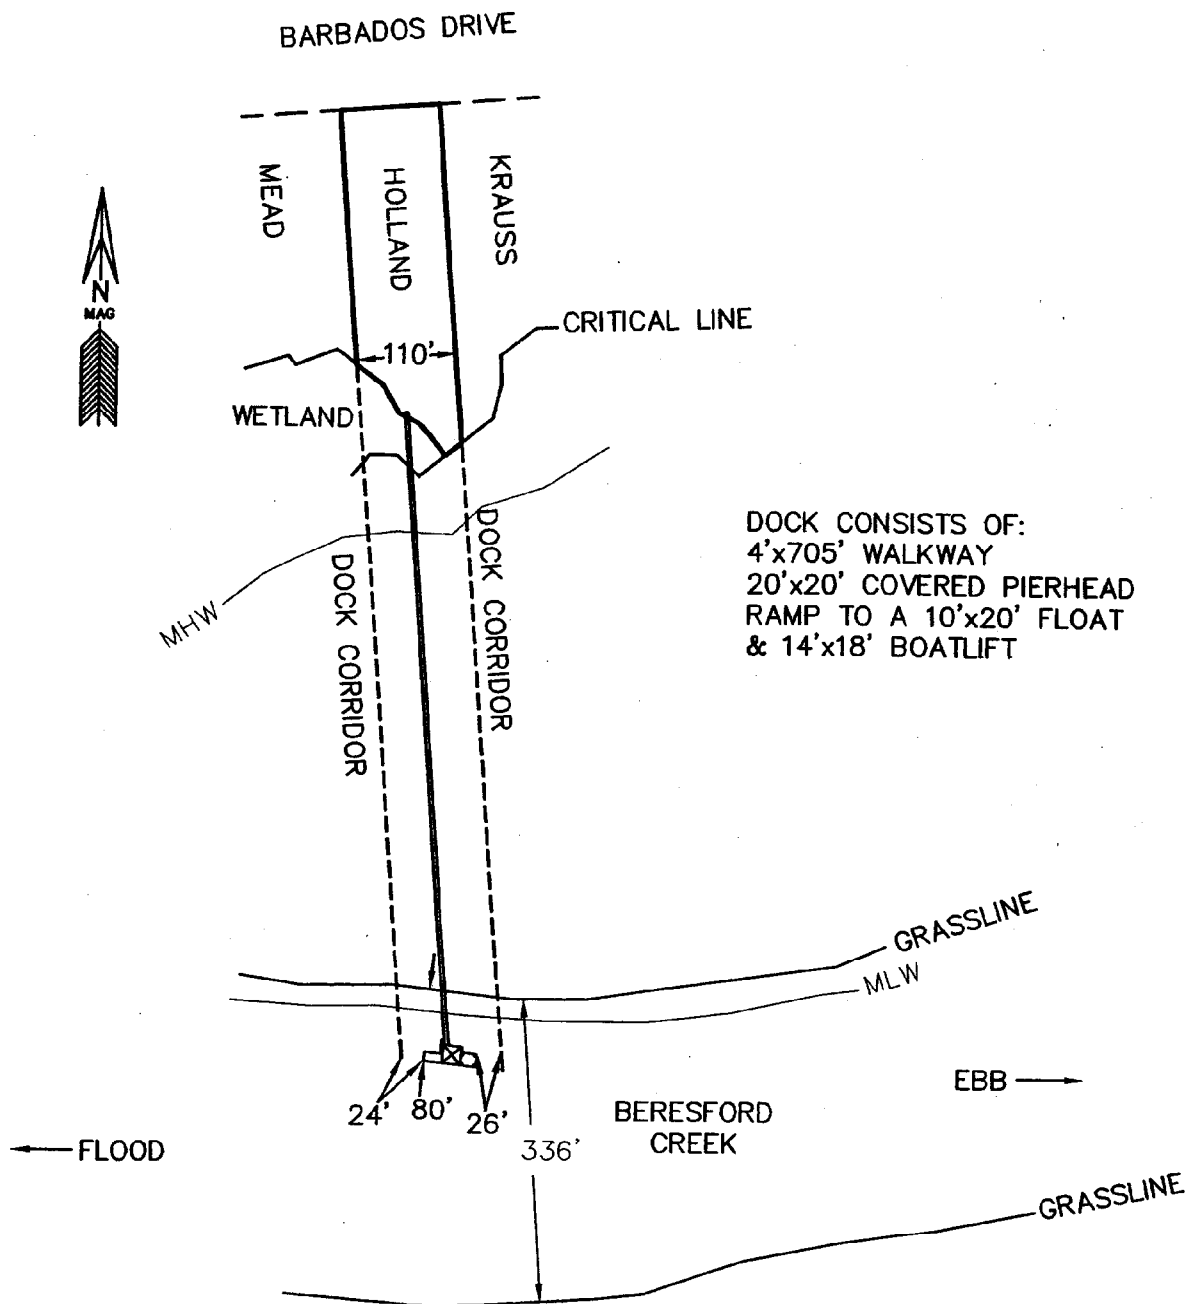 BARBADOS DRIVE
MEAD
HOLLAND
KRAUSS
N
MAG
CRITICAL LINE
110'
WETLAND
DOCK CONSISTS OF:
4'x705' WALKWAY
20'x20' COVERED PIERHEAD
RAMP TO A 10'x20' FLOAT
& 14'x18' BOATLIFT
MHW
DOCK CORRIDOR
DOCK CORRIDOR
GRASSLINE
MLW
24'
80'
26'
336'
BERESFORD
CREEK
EBB
FLOOD
GRASSLINE